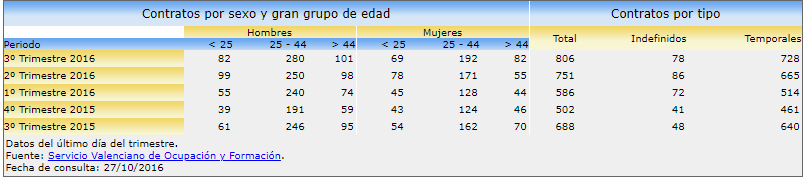 Contratos por sexo y gran grupo de edad Contratos por tipo
Hombres Mujeres Total Indefinidos Temporales
Periodo < 25 25 - 44 > 44 < 25 25 - 44 > 44
3º Trimestre 2016 82 280 101 69 192 82 806 78 728
2º Trimestre 2016 99 250 98 78 171 55 751 86 665
1º Trimestre 2016 55 240 74 45 128 44 586 72 514
4º Trimestre 2015 39 191 59 43 124 46 502 41 461
3º Trimestre 2015 61 246 95 54 162 70 688 48 640
Datos del último día del trimestre.
Fuente: Servicio Valenciano de Ocupación y Formación.
Fecha de consulta: 27/10/2016